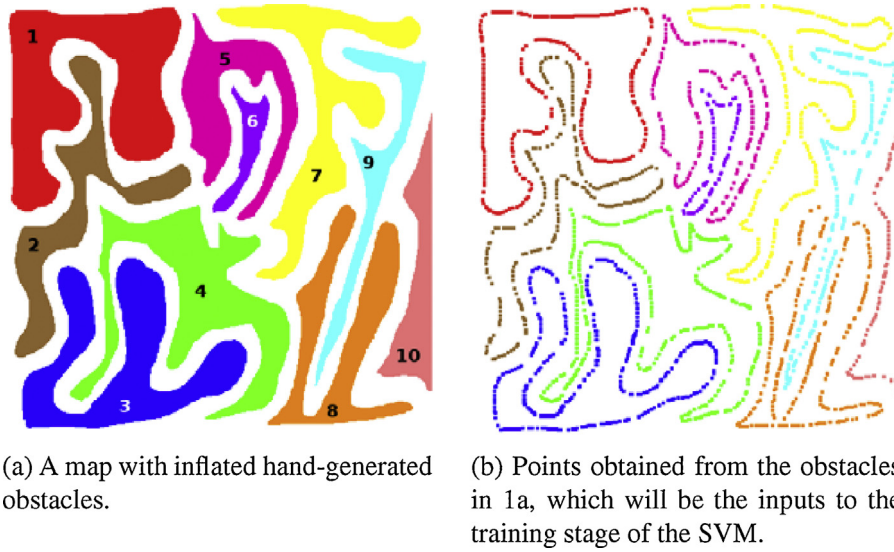 1
5
6
7
9
2
4
10
3
8
(a) A map with inflated hand-generated
obstacles.
(b) Points obtained from the obstacles
in 1a, which will be the inputs to the
training stage of the SVM.